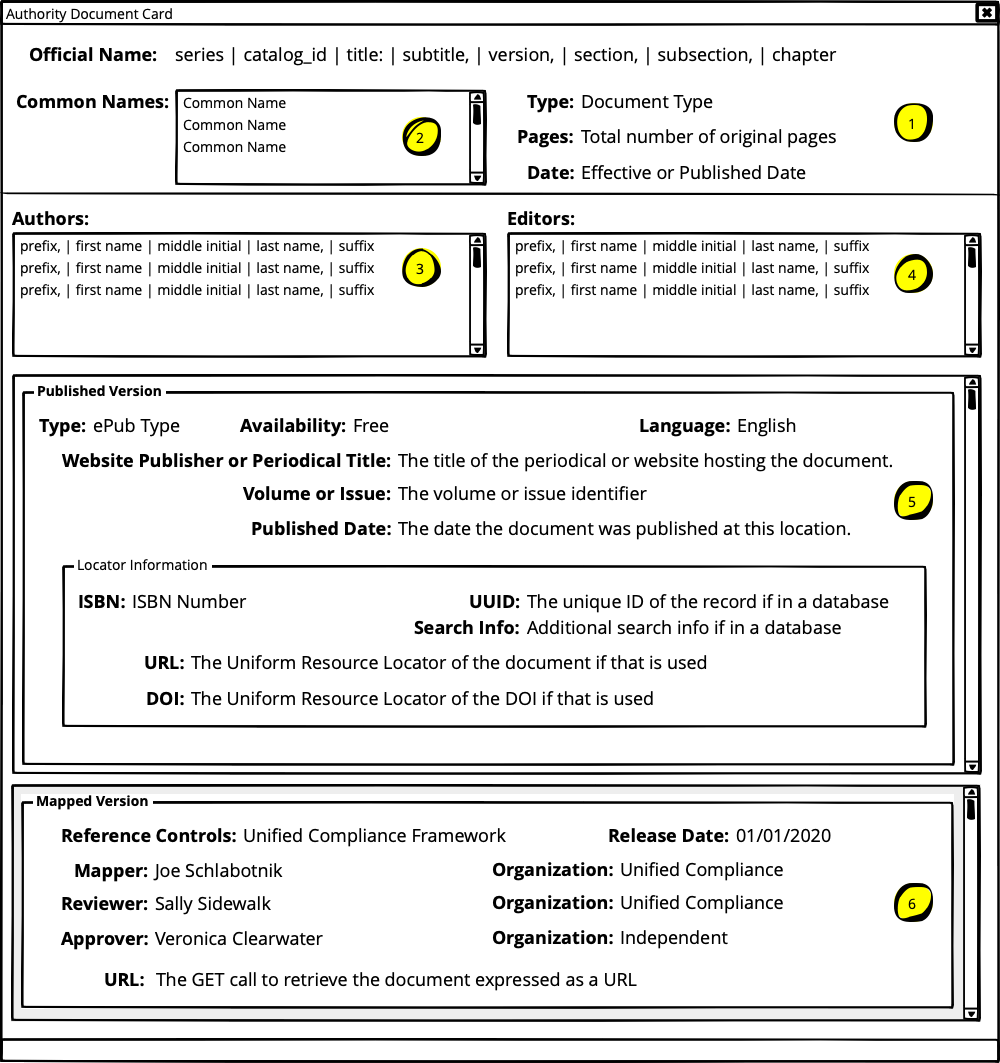 Authority Document Card
Official Name: series | catalog_id | title: | subtitle, | version, | section, | subsection, | chapter
Common Names:
Common Name
Common Name
Common Name
2
Type: Document Type
Pages: Total number of original pages
Date: Effective or Published Date
1
Authors:
prefix, | first name | middle initial | last name, | suffix
prefix, | first name | middle initial | last name, | suffix
prefix, | first name | middle initial | last name, | suffix
3
Editors:
prefix, | first name | middle initial | last name, | suffix
prefix, | first name | middle initial | last name, | suffix
prefix, | first name | middle initial | last name, | suffix
4
Published Version
Type: ePub Type Availability: Free Language: English
Website Publisher or Periodical Title: The title of the periodical or website hosting the document.
Volume or Issue: The volume or issue identifier
5
Published Date: The date the document was published at this location.
Locator Information
ISBN: ISBN Number UUID: The unique ID of the record if in a database
Search Info: Additional search info if in a database
URL: The Uniform Resource Locator of the document if that is used
DOI: The Uniform Resource Locator of the DOI if that is used
Mapped Version
Reference Controls: Unified Compliance Framework Release Date: 01/01/2020
Mapper: Joe Schlabotnik Organization: Unified Compliance
Reviewer: Sally Sidewalk Organization: Unified Compliance
6
Approver: Veronica Clearwater Organization: Independent
URL: The GET call to retrieve the document expressed as a URL